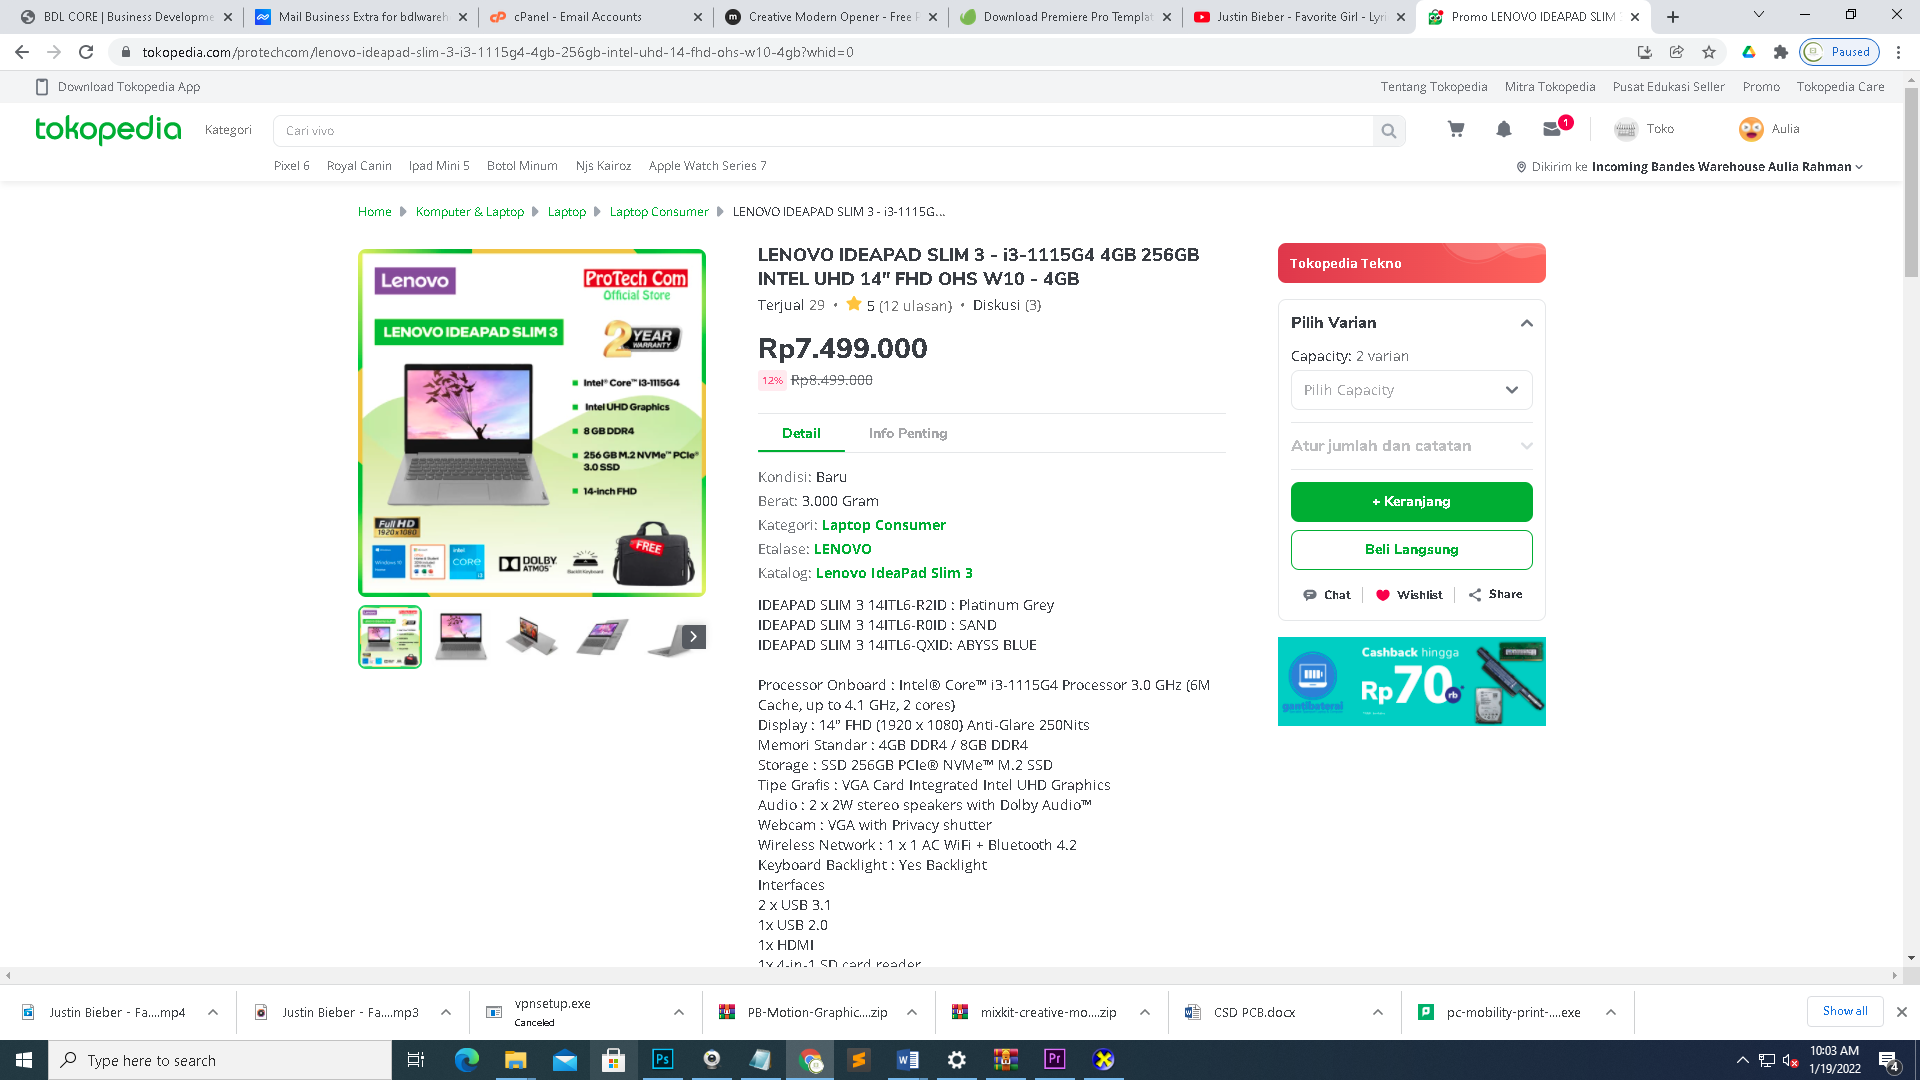 BDL CORE | Business Developme
Mail Business Extra for bdlwareh
cPanel - Email Accounts
Creative Modern Opener - Free P
Download Premiere Pro Templat
Justin Bieber - Favorite Girl - Lyri
Promo LENOVO IDEAPAD SLIM
tokopedia.com/protechcom/lenovo-ideapad-slim-3-i3-1115g4-4gb-256gb-intel-uhd-14-fhd-ohs-w10-4gb?whid=0
Paused
Download Tokopedia App
Tentang Tokopedia
Mitra Tokopedia
Pusat Edukasi Seller
Promo
Tokopedia Care
tokopedia
Kategori
Cari vivo
1
Toko
Aulia
Pixel 6
Royal Canin
Ipad Mini 5
Botol Minum
Njs Kairoz
Apple Watch Series 7
Dikirim ke Incoming Bandes Warehouse Aulia Rahman
Home
Komputer & Laptop
Laptop
Laptop Consumer
LENOVO IDEAPAD SLIM 3 - i3-1115G...
Lenovo
ProTech Com
Official Store
LENOVO IDEAPAD SLIM 3
2 YEAR
WARRANTY
Intel® Core™ i3-1115G4
Intel UHD Graphics
8 GB DDR4
256 GB M.2 NVMe™ PCIe®
3.0 SSD
14-inch FHD
Full HD
1920x1080
FREE
intel
CORE
i3
DOLBY
ATMOS
Backlit Keyboard
LENOVO IDEAPAD SLIM 3 - i3-1115G4 4GB 256GB
INTEL UHD 14" FHD OHS W10 - 4GB
Terjual 29 • 5 (12 ulasan) • Diskusi (3)
Rp7.499.000
12% Rp8.499.000
Detail
Info Penting
Kondisi: Baru
Berat: 3.000 Gram
Kategori: Laptop Consumer
Etalase: LENOVO
Katalog: Lenovo IdeaPad Slim 3
IDEAPAD SLIM 3 14ITL6-R2ID : Platinum Grey
IDEAPAD SLIM 3 14ITL6-R0ID : SAND
IDEAPAD SLIM 3 14ITL6-QXID: ABYSS BLUE
Processor Onboard : Intel® Core™ i3-1115G4 Processor 3.0 GHz (6M
Cache, up to 4.1 GHz, 2 cores)
Display : 14" FHD (1920 x 1080) Anti-Glare 250Nits
Memori Standar : 4GB DDR4 / 8GB DDR4
Storage : SSD 256GB PCIe® NVMe™ M.2 SSD
Tipe Grafis : VGA Card Integrated Intel UHD Graphics
Audio : 2 x 2W stereo speakers with Dolby Audio™
Webcam : VGA with Privacy shutter
Wireless Network : 1 x 1 AC WiFi + Bluetooth 4.2
Keyboard Backlight : Yes Backlight
Interfaces
2 x USB 3.1
1x USB 2.0
1x HDMI
1x 4-in-1 SD card reader
Tokopedia Tekno
Pilih Varian
Capacity: 2 varian
Pilih Capacity
Atur jumlah dan catatan
+ Keranjang
Beli Langsung
Chat
Wishlist
Share
Cashback hingga
Rp70rb
gantibaterai
Justin Bieber - Fa....mp4
Justin Bieber - Fa....mp3
vpnsetup.exe
Canceled
PB-Motion-Graphic....zip
mixkit-creative-mo....zip
CSD PCB.docx
pc-mobility-print-....exe
Show all
Type here to search
10:03 AM
1/19/2022
4